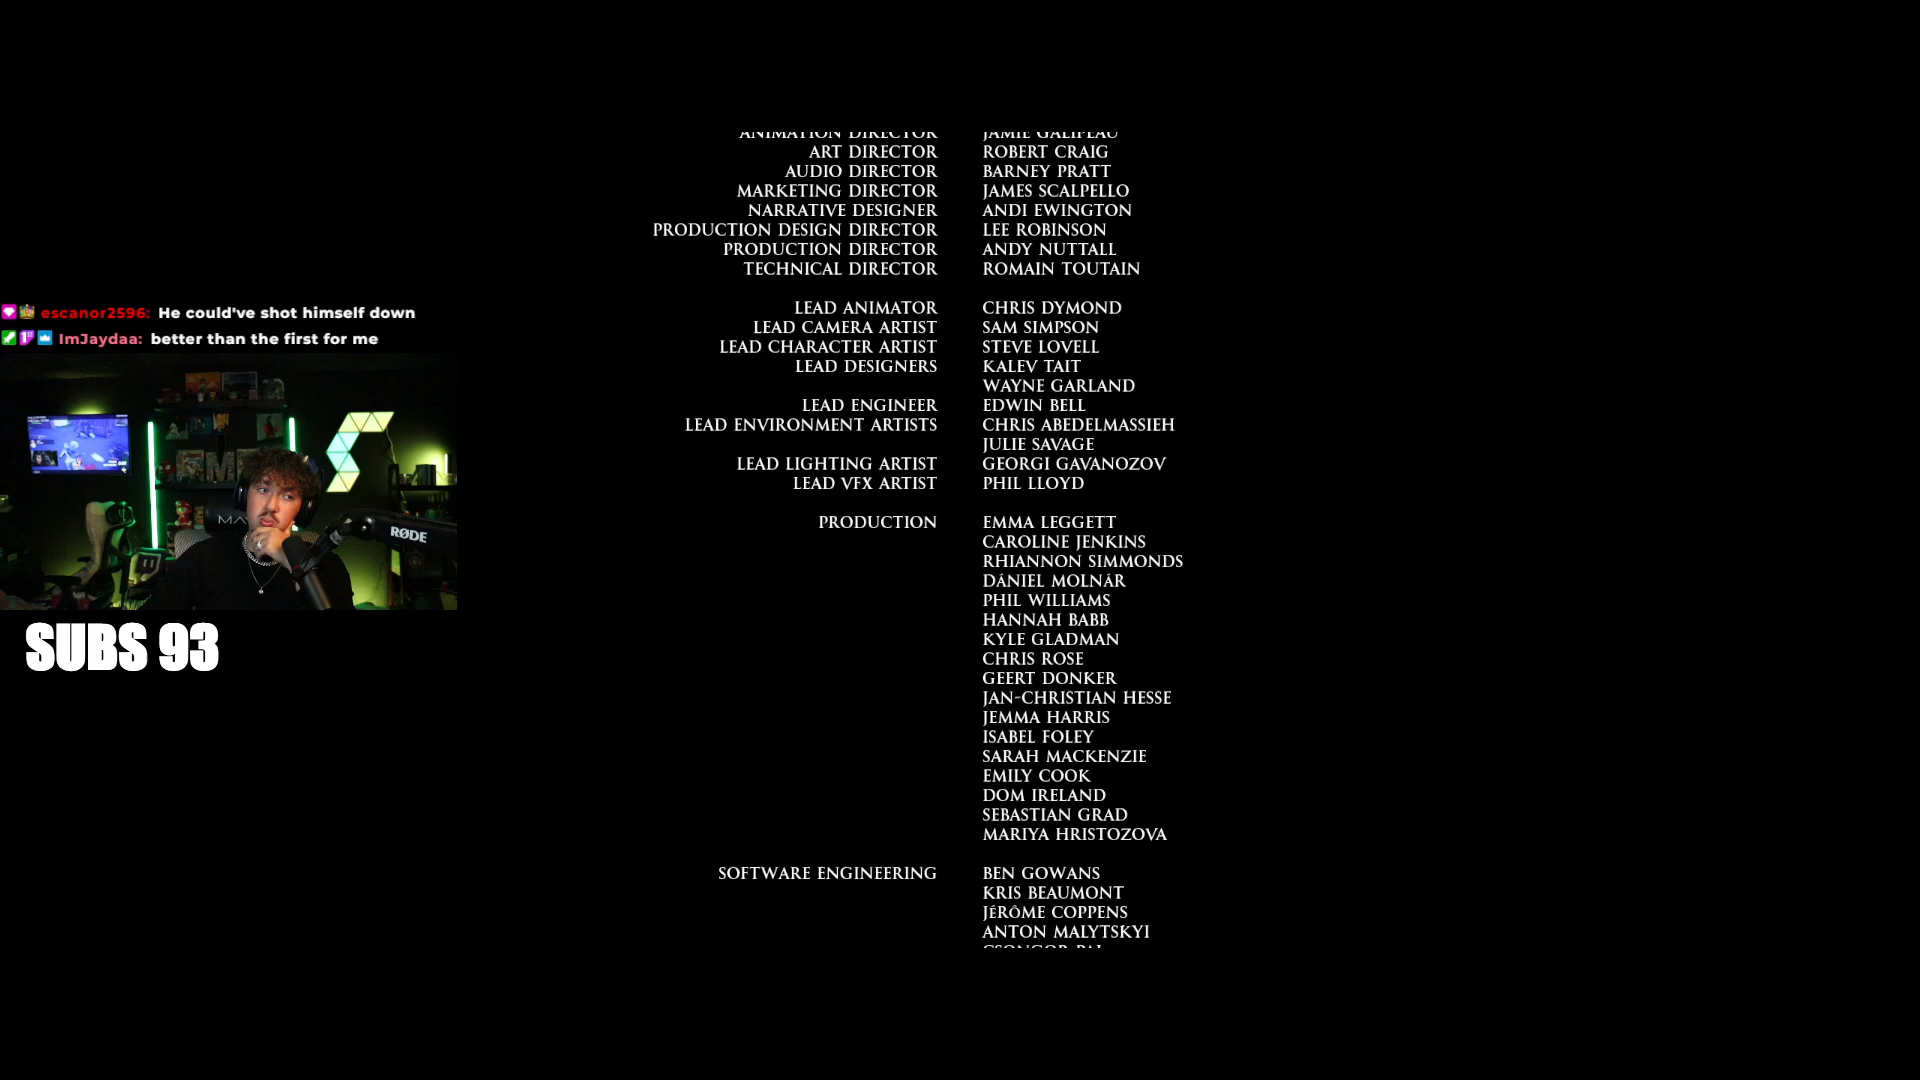 ANIMATION DIRECTOR JAMIE GALIPEAU
ART DIRECTOR ROBERT CRAIG
AUDIO DIRECTOR BARNEY PRATT
MARKETING DIRECTOR JAMES SCALPELLO
NARRATIVE DESIGNER ANDI EWINGTON
PRODUCTION DESIGN DIRECTOR LEE ROBINSON
PRODUCTION DIRECTOR ANDY NUTTALL
TECHNICAL DIRECTOR ROMAIN TOUTAIN
LEAD ANIMATOR CHRIS DYMOND
LEAD CAMERA ARTIST SAM SIMPSON
LEAD CHARACTER ARTIST STEVE LOVELL
LEAD DESIGNERS KALEV TAIT
WAYNE GARLAND
LEAD ENGINEER EDWIN BELL
LEAD ENVIRONMENT ARTISTS CHRIS ABEDELMASSIEH
JULIE SAVAGE
LEAD LIGHTING ARTIST GEORGI GAVANOZOV
LEAD VFX ARTIST PHIL LLOYD
PRODUCTION EMMA LEGGETT
CAROLINE JENKINS
RHIANNON SIMMONDS
DÁNIEL MOLNÁR
PHIL WILLIAMS
HANNAH BABB
KYLE GLADMAN
CHRIS ROSE
GEERT DONKER
JAN-CHRISTIAN HESSE
JEMMA HARRIS
ISABEL FOLEY
SARAH MACKENZIE
EMILY COOK
DOM IRELAND
SEBASTIAN GRAD
MARIYA HRISTOZOVA
SOFTWARE ENGINEERING BEN GOWANS
KRIS BEAUMONT
JÉRÔME COPPENS
ANTON MALYTSKYI
escanor2596: He could've shot himself down
ImJaydaa: better than the first for me
RØDE
SUBS 93